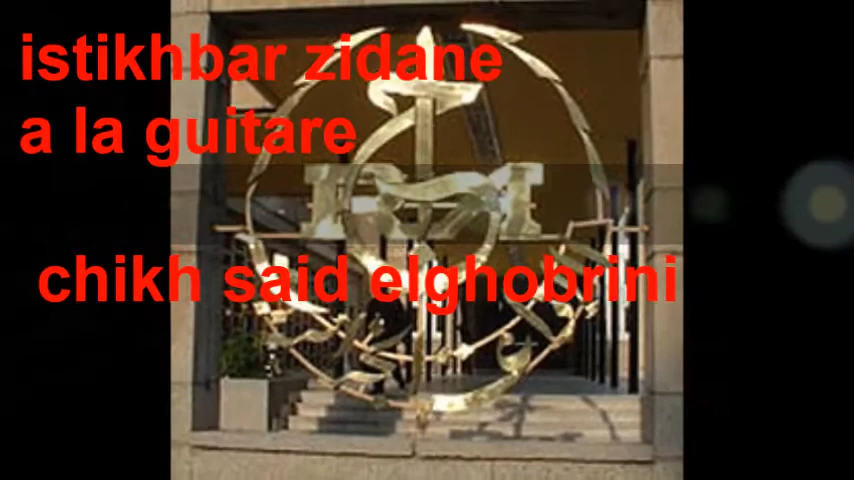 istikhbar zidane
a la guitare
chikh said elghobrini